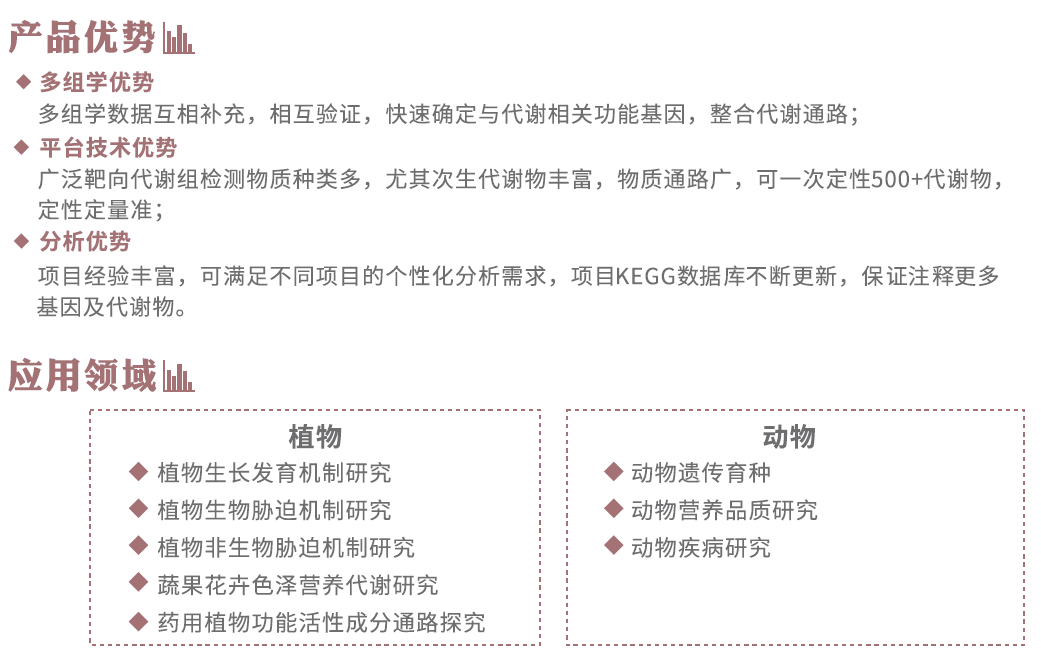 产品优势
多组学优势
多组学数据互相补充，相互验证，快速确定与代谢相关功能基因，整合代谢通路；
平台技术优势
广泛靶向代谢组检测物质种类多，尤其次生代谢物丰富，物质通路广，可一次定性500+代谢物，
定性定量准；
分析优势
项目经验丰富，可满足不同项目的个性化分析需求，项目KEGG数据库不断更新，保证注释更多
基因及代谢物。
应用领域
植物
植物生长发育机制研究
植物生物胁迫机制研究
植物非生物胁迫机制研究
蔬果花卉色泽营养代谢研究
药用植物功能活性成分通路探究
动物
动物遗传育种
动物营养品质研究
动物疾病研究